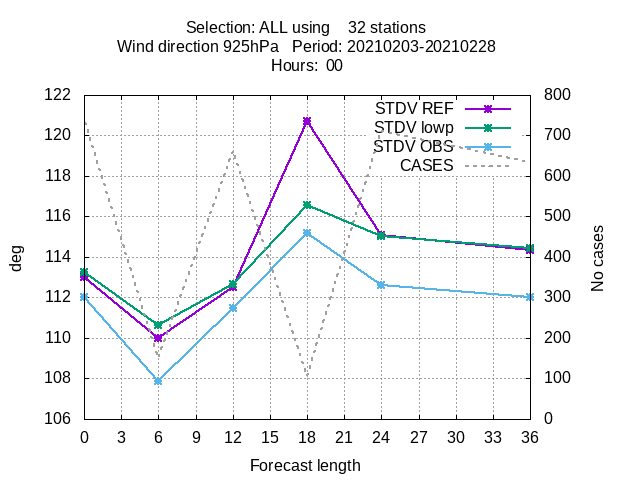 Selection: ALL using 32 stations
Wind direction 925hPa Period: 20210203-20210228
Hours: 00
STDV REF
STDV lowp
STDV OBS
CASES
122
120
118
116
114
112
110
108
106
deg
800
700
600
500
400
300
200
100
0
No cases
0 3 6 9 12 15 18 21 24 27 30 33 36
Forecast length